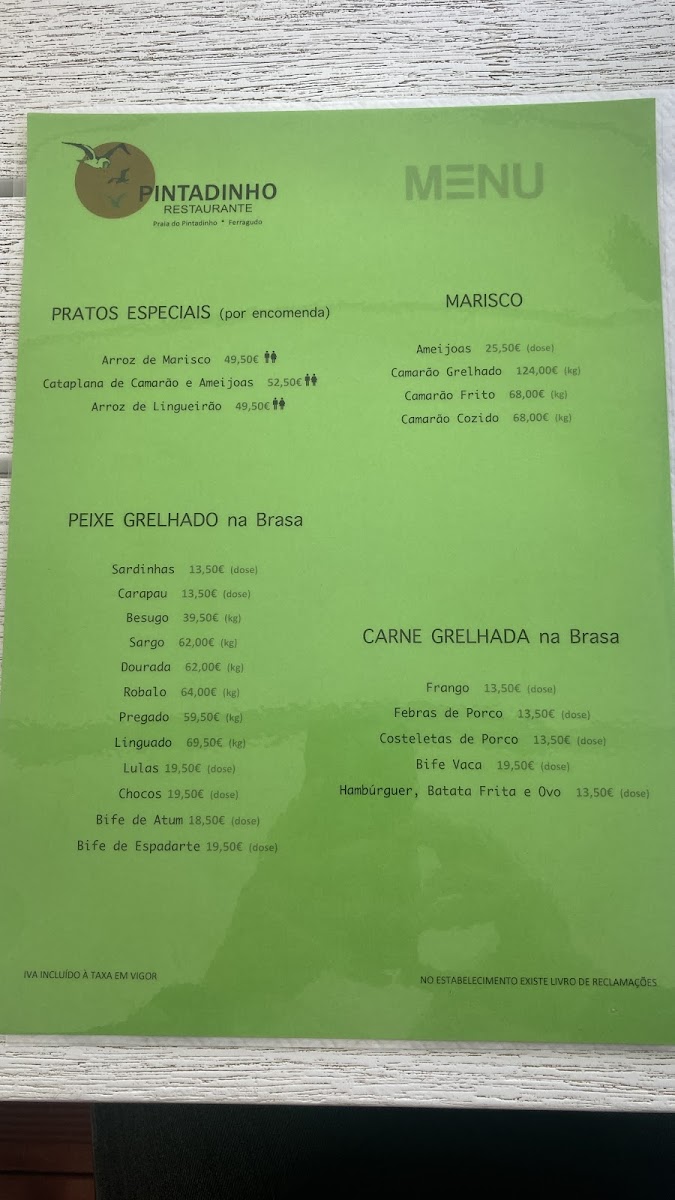 PINTADINHO
RESTAURANTE
Praia do Pintadinho * Ferragudo
MENU
PRATOS ESPECIAIS (por encomenda)
Arroz de Marisco 49,50€
Cataplana de Camarão e Ameijoas 52,50€
Arroz de Lingueirão 49,50€
MARISCO
Ameijoas 25,50€ (dose)
Camarão Grelhado 124,00€ (kg)
Camarão Frito 68,00€ (kg)
Camarão Cozido 68,00€ (kg)
PEIXE GRELHADO na Brasa
Sardinhas 13,50€ (dose)
Carapau 13,50€ (dose)
Besugo 39,50€ (kg)
Sargo 62,00€ (kg)
Dourada 62,00€ (kg)
Robalo 64,00€ (kg)
Pregado 59,50€ (kg)
Linguado 69,50€ (kg)
Lulas 19,50€ (dose)
Chocos 19,50€ (dose)
Bife de Atum 18,50€ (dose)
Bife de Espadarte 19,50€ (dose)
CARNE GRELHADA na Brasa
Frango 13,50€ (dose)
Febras de Porco 13,50€ (dose)
Costeletas de Porco 13,50€ (dose)
Bife Vaca 19,50€ (dose)
Hambúrguer, Batata Frita e Ovo 13,50€ (dose)
IVA INCLUÍDO À TAXA EM VIGOR
NO ESTABELECIMENTO EXISTE LIVRO DE RECLAMAÇÕES